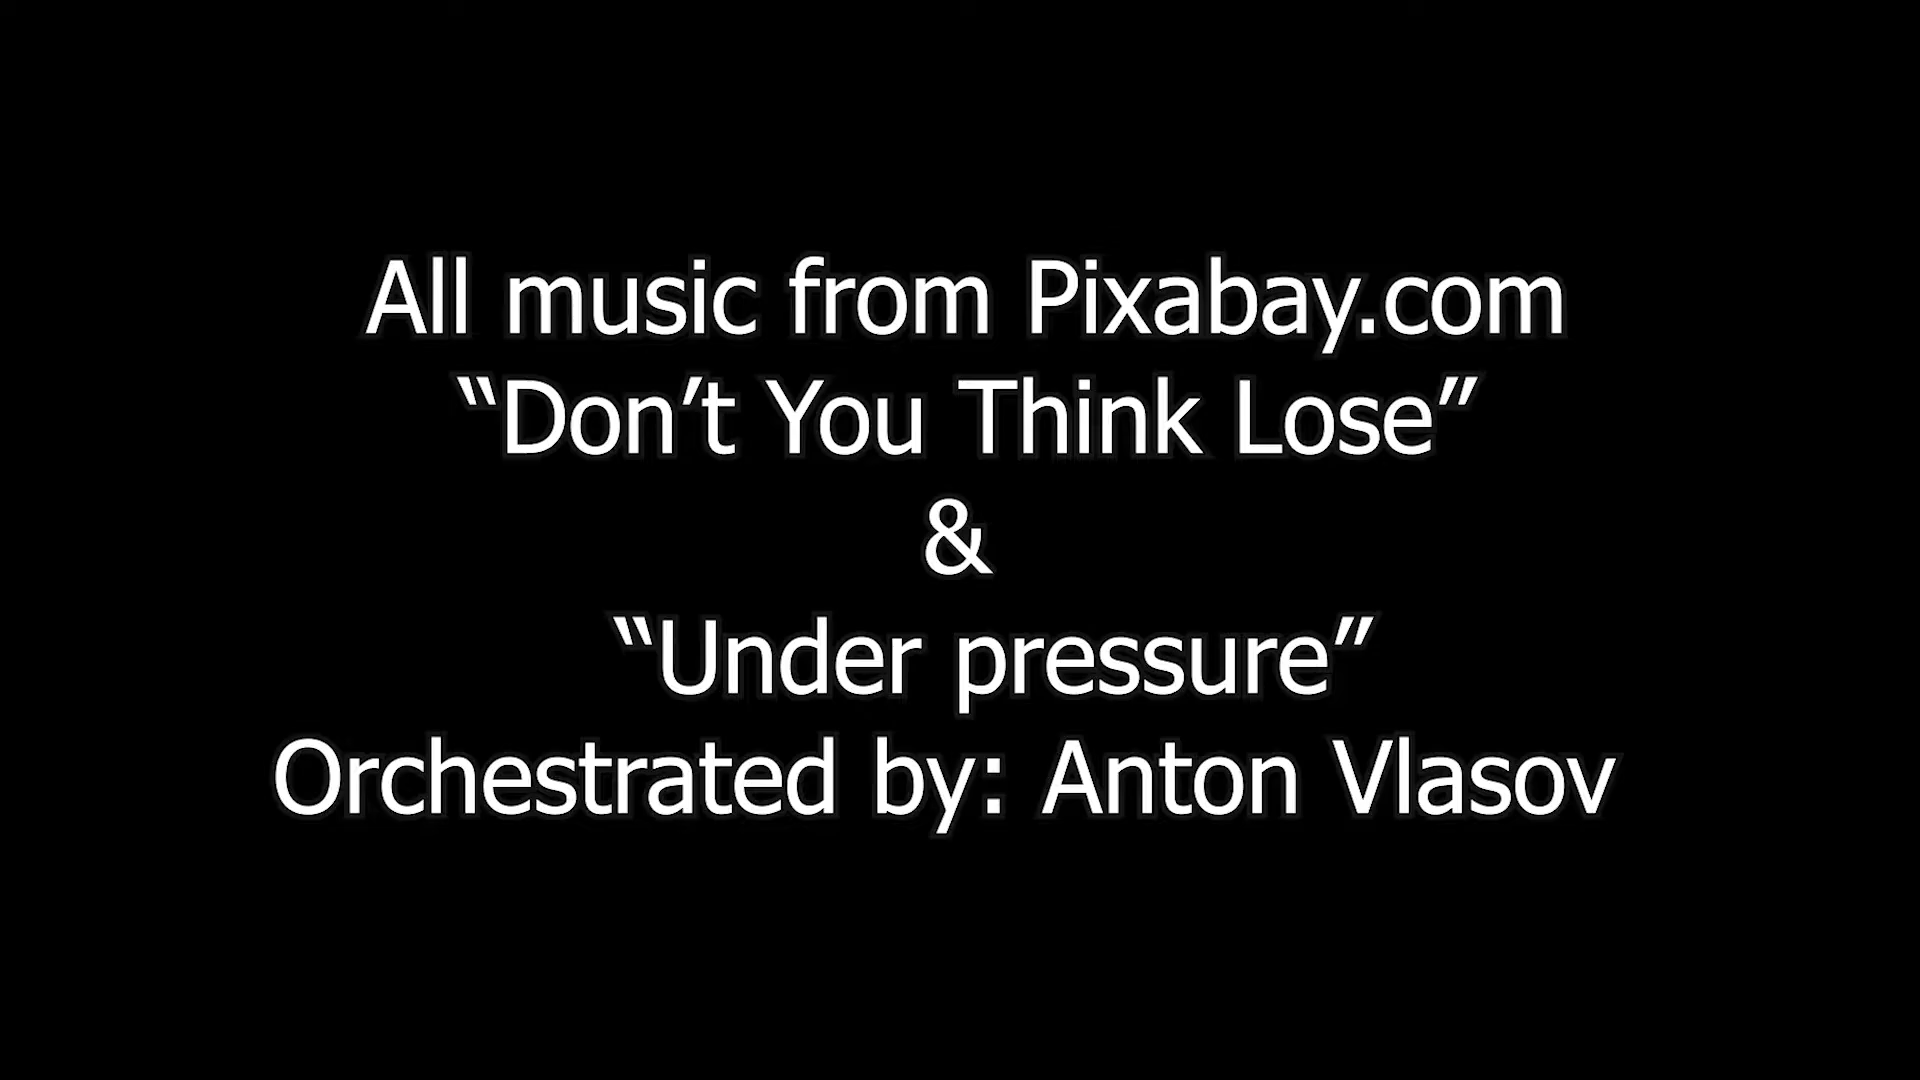 All music from Pixabay.com
“Don’t You Think Lose”
&
“Under pressure”
Orchestrated by: Anton Vlasov